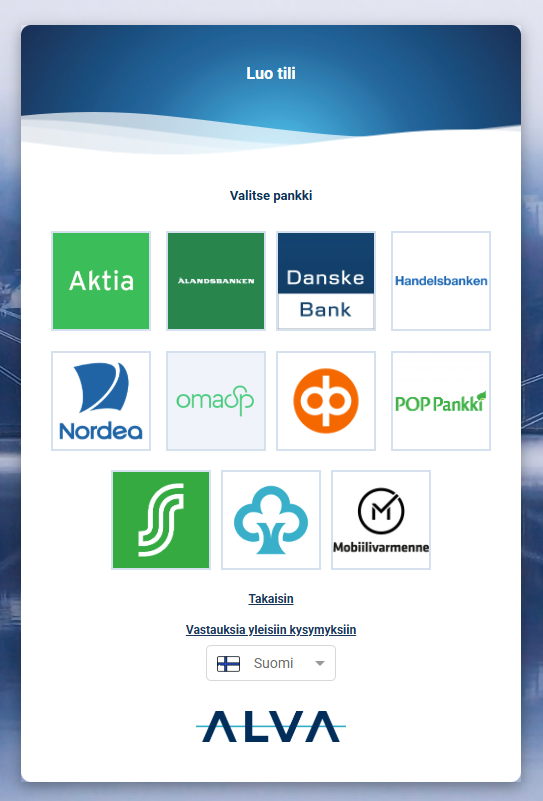 Luo tili
Valitse pankki
Aktia
ÅLANDSBANKEN
Danske
Bank
Handelsbanken
Nordea
omasp
op
POP Pankki
S
M
Mobiilivarmenne
Takaisin
Vastauksia yleisiin kysymyksiin
Suomi
ALVA